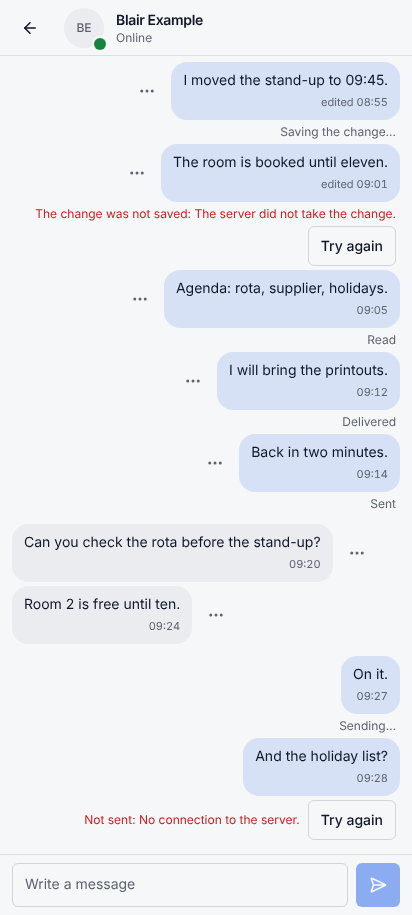 BE
Blair Example
Online
I moved the stand-up to 09:45.
edited 08:55
Saving the change...
The room is booked until eleven.
edited 09:01
The change was not saved: The server did not take the change.
Try again
Agenda: rota, supplier, holidays.
09:05
Read
I will bring the printouts.
09:12
Delivered
Back in two minutes.
09:14
Sent
Can you check the rota before the stand-up?
09:20
Room 2 is free until ten.
09:24
On it.
09:27
Sending...
And the holiday list?
09:28
Not sent: No connection to the server.
Try again
Write a message